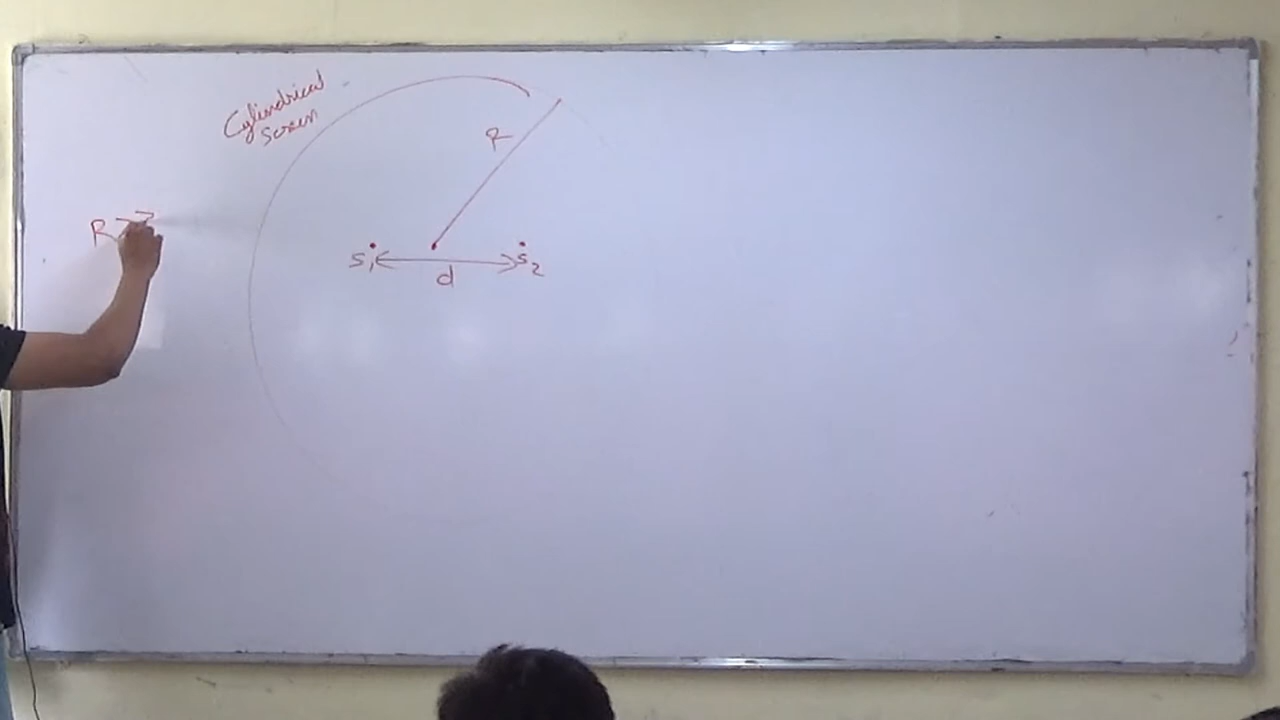 Cylindrical
Screen
R
R >
S₁
S₂
d